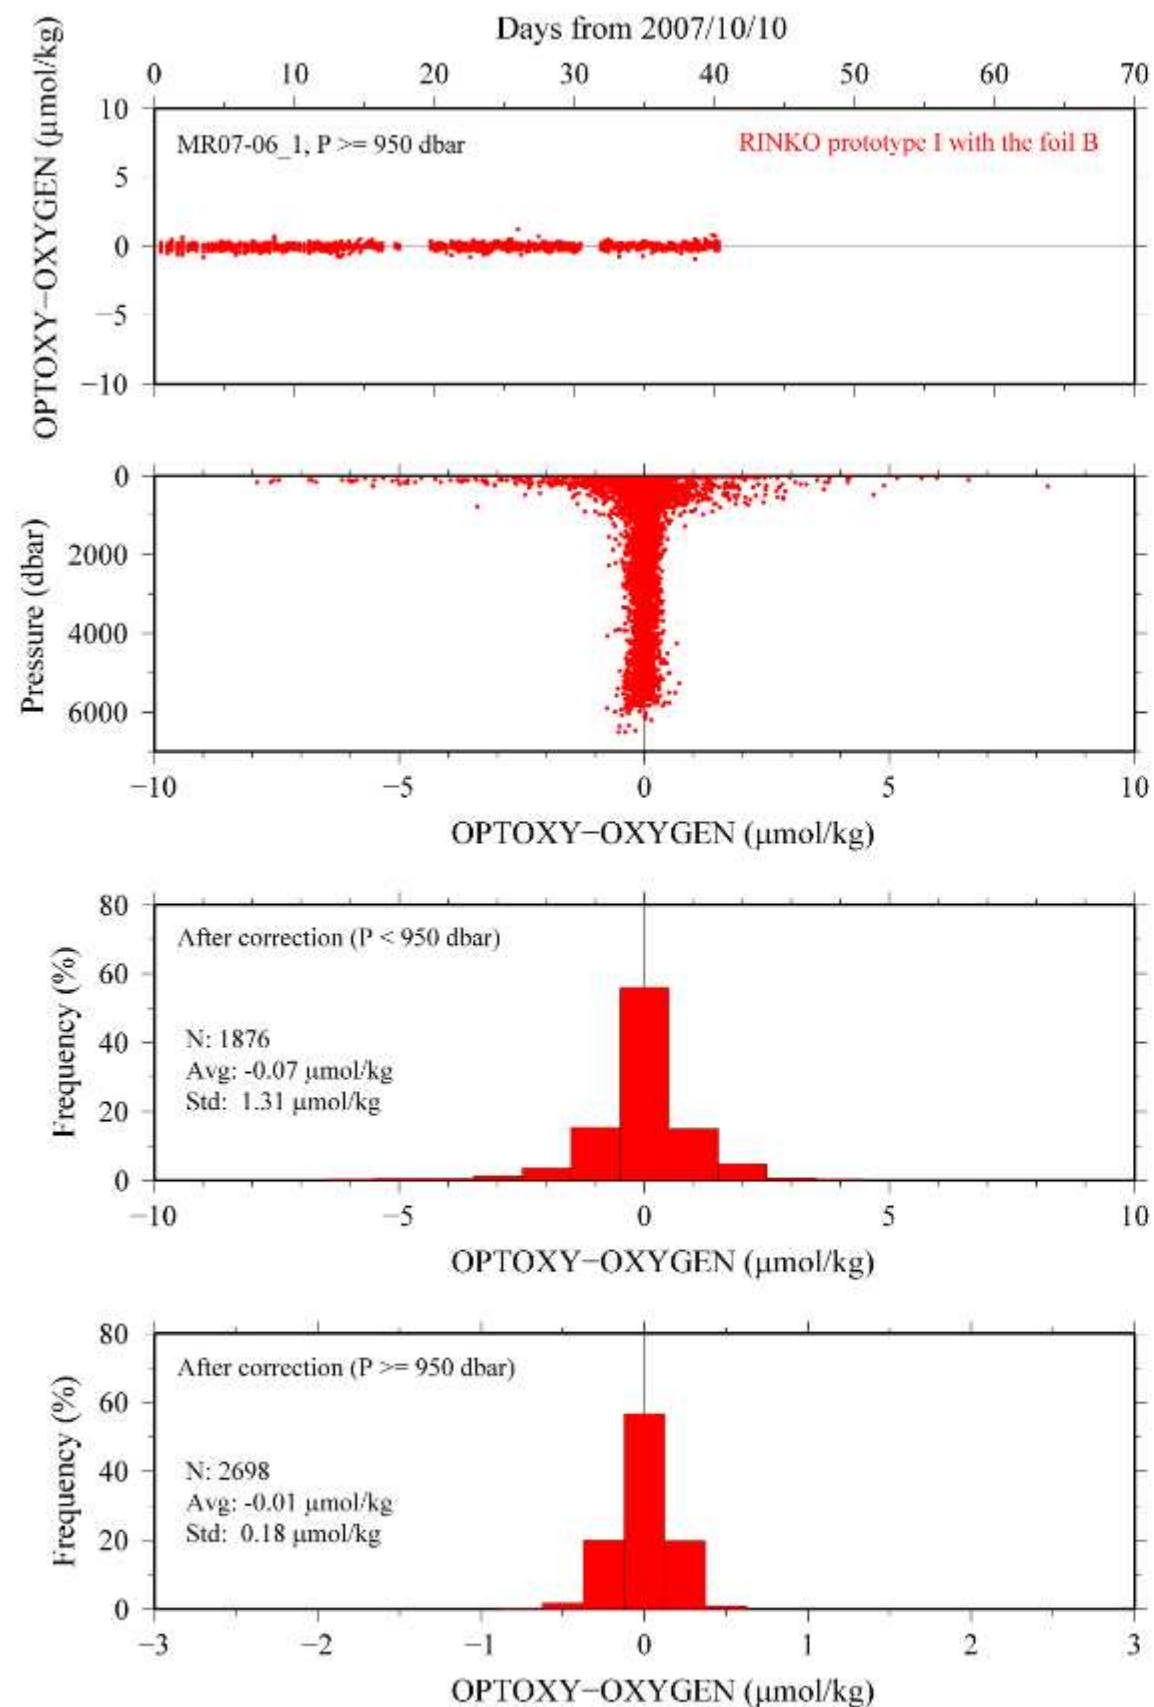 Days from 2007/10/10
0 10 20 30 40 50 60 70
OPTOXY−OXYGEN (μmol/kg)
10
5
0
−5
−10
MR07-06_1, P >= 950 dbar
RINKO prototype I with the foil B
Pressure (dbar)
0
2000
4000
6000
−10 −5 0 5 10
OPTOXY−OXYGEN (μmol/kg)
Frequency (%)
80
60
40
20
0
After correction (P < 950 dbar)
N: 1876
Avg: -0.07 μmol/kg
Std: 1.31 μmol/kg
−10 −5 0 5 10
OPTOXY−OXYGEN (μmol/kg)
Frequency (%)
80
60
40
20
0
After correction (P >= 950 dbar)
N: 2698
Avg: -0.01 μmol/kg
Std: 0.18 μmol/kg
−3 −2 −1 0 1 2 3
OPTOXY−OXYGEN (μmol/kg)